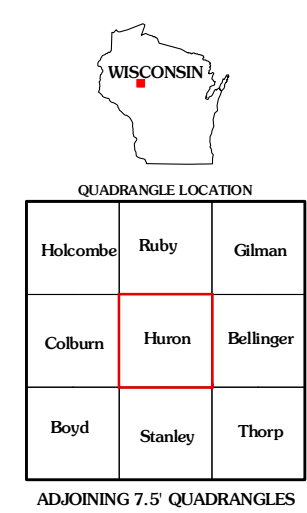 WISCONSIN
QUADRANGLE LOCATION
Holcombe Ruby Gilman
Colburn Huron Bellinger
Boyd Stanley Thorp
ADJOINING 7.5' QUADRANGLES